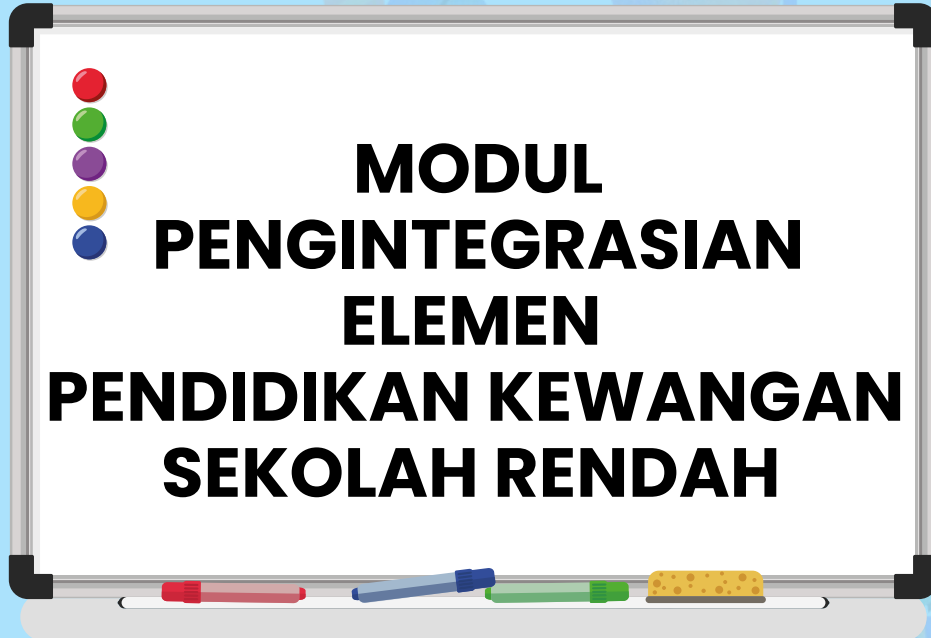 MODUL
PENGINTEGRASIAN
ELEMEN
PENDIDIKAN KEWANGAN
SEKOLAH RENDAH